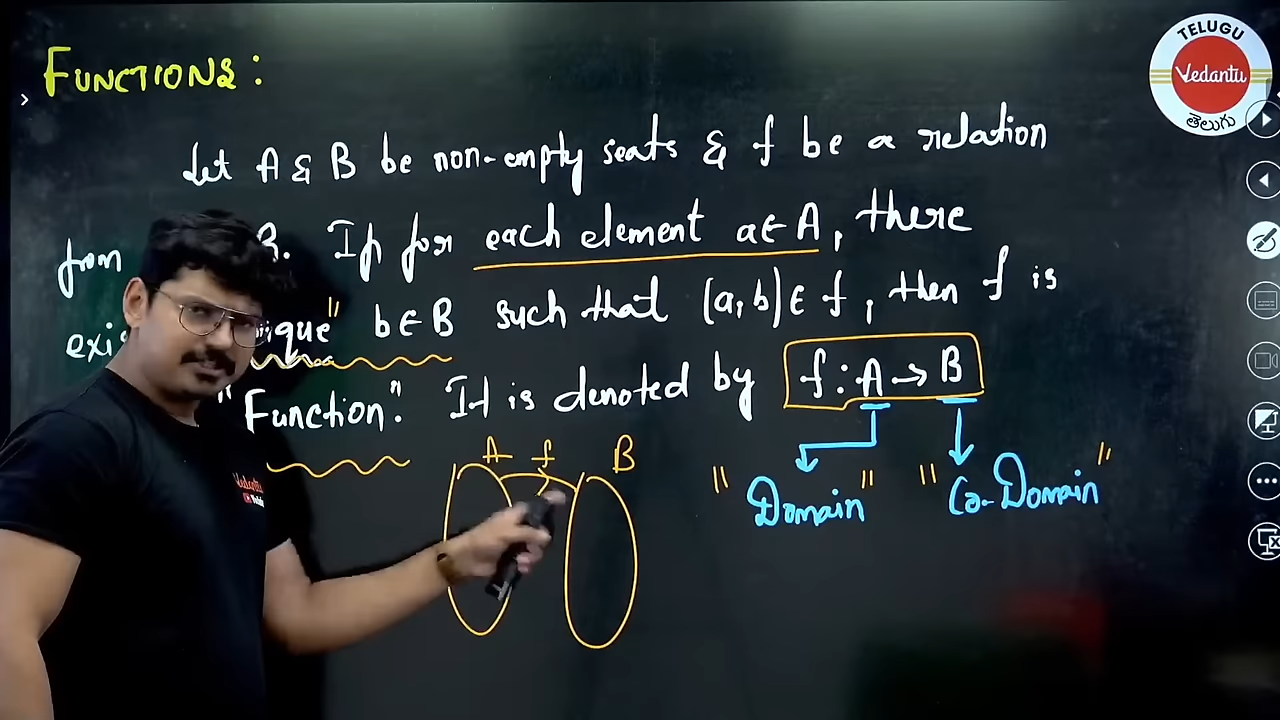 FUNCTIONS :
TELUGU
Vedantu
తెలుగు
Let A & B be non-empty seats & f be a relation
from B. If for each element a∈A, there
"ique" b∈B such that (a,b)∈ f, then f is
"Function". It is denoted by f : A → B
A f B
"Domain" "Co-Domain"
Vedantu